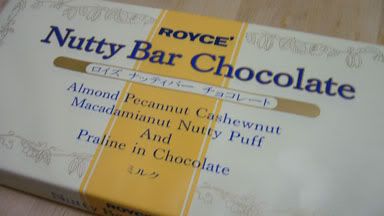 ROYCE'
Nutty Bar Chocolate
ロイズ ナッティバー チョコレート
Almond Pecannut Cashewnut
Macadamianut Nutty Puff
And
Praline in Chocolate
ミルク
Nutty